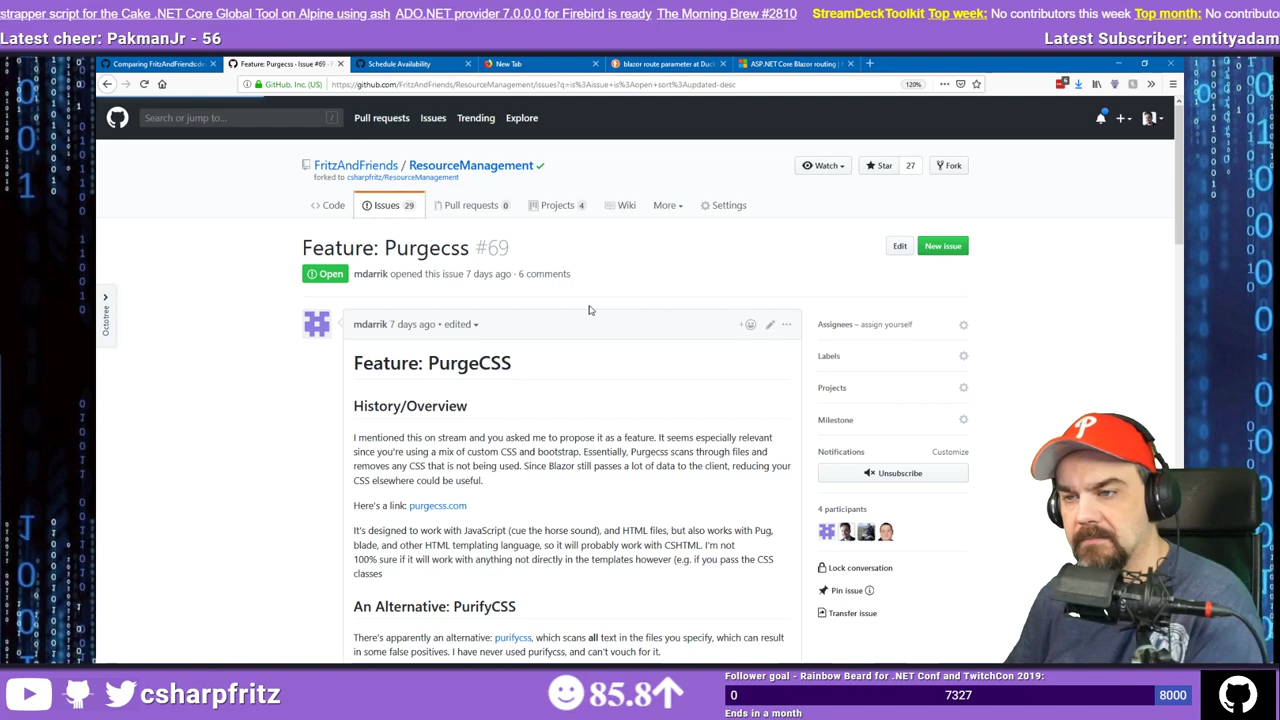 strapper script for the Cake .NET Core Global Tool on Alpine using ash ADO.NET provider 7.0.0.0 for Firebird is ready The Morning Brew #2810 StreamDeckToolkit Top week: No contributors this week Top month: No contributo
Latest cheer: PakmanJr - 56 Latest Subscriber: entityadam
Comparing FritzAndFriends:de Feature: Purgecss · Issue #69 · F Schedule Availability New Tab blazor route parameter at Duck ASP.NET Core Blazor routing |
GitHub, Inc. (US) https://github.com/FritzAndFriends/ResourceManagement/issues?q=is%3Aissue+is%3Aopen+sort%3Aupdated-desc 120%
Search or jump to... / Pull requests Issues Trending Explore
FritzAndFriends / ResourceManagement Watch Star 27 Fork
forked to csharpfritz/ResourceManagement
Code Issues 29 Pull requests 0 Projects 4 Wiki More Settings
Feature: Purgecss #69 Edit New issue
Open mdarrik opened this issue 7 days ago · 6 comments
Octotree
mdarrik 7 days ago • edited
Feature: PurgeCSS
History/Overview
I mentioned this on stream and you asked me to propose it as a feature. It seems especially relevant
since you're using a mix of custom CSS and bootstrap. Essentially, Purgecss scans through files and
removes any CSS that is not being used. Since Blazor still passes a lot of data to the client, reducing your
CSS elsewhere could be useful.
Here's a link: purgecss.com
It's designed to work with JavaScript (cue the horse sound), and HTML files, but also works with Pug,
blade, and other HTML templating language, so it will probably work with CSHTML. I'm not
100% sure if it will work with anything not directly in the templates however (e.g. if you pass the CSS
classes
An Alternative: PurifyCSS
There's apparently an alternative: purifycss, which scans all text in the files you specify, which can result
in some false positives. I have never used purifycss, and can't vouch for it.
Assignees – assign yourself
Labels
Projects
Milestone
Notifications Customize
Unsubscribe
4 participants
Lock conversation
Pin issue
Transfer issue
csharpfritz
85.8
Follower goal - Rainbow Beard for .NET Conf and TwitchCon 2019:
0 7327 8000
Ends in a month